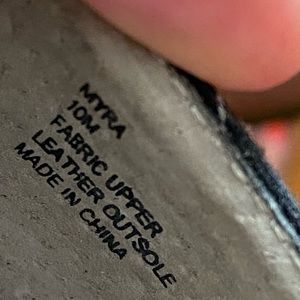 MYRA
10M
FABRIC UPPER
LEATHER OUTSOLE
MADE IN CHINA